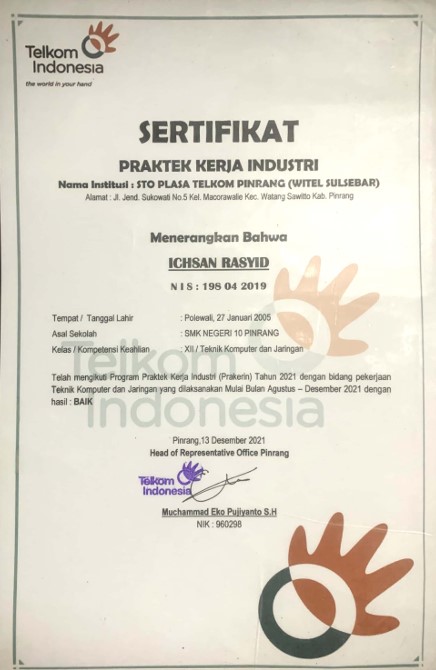 Telkom
Indonesia
the world in your hand
SERTIFIKAT
PRAKTEK KERJA INDUSTRI
Nama Institusi : STO PLASA TELKOM PINRANG (WITEL SULSEBAR)
Alamat : Jl. Jend. Sukowati No.5 Kel. Macorawalie Kec. Watang Sawitto Kab. Pinrang
Menerangkan Bahwa
ICHSAN RASYID
N I S : 198 04 2019
Tempat / Tanggal Lahir : Polewali, 27 Januari 2005
Asal Sekolah : SMK NEGERI 10 PINRANG
Kelas / Kompetensi Keahlian : XII / Teknik Komputer dan Jaringan
Telkom
Indonesia
Telah mengikuti Program Praktek Kerja Industri (Prakerin) Tahun 2021 dengan bidang pekerjaan
Teknik Komputer dan Jaringan yang dilaksanakan Mulai Bulan Agustus – Desember 2021 dengan
hasil : BAIK
Pinrang,13 Desember 2021
Head of Representative Office Pinrang
Telkom
Indonesia
Muchammad Eko Pujiyanto S.H
NIK : 960298